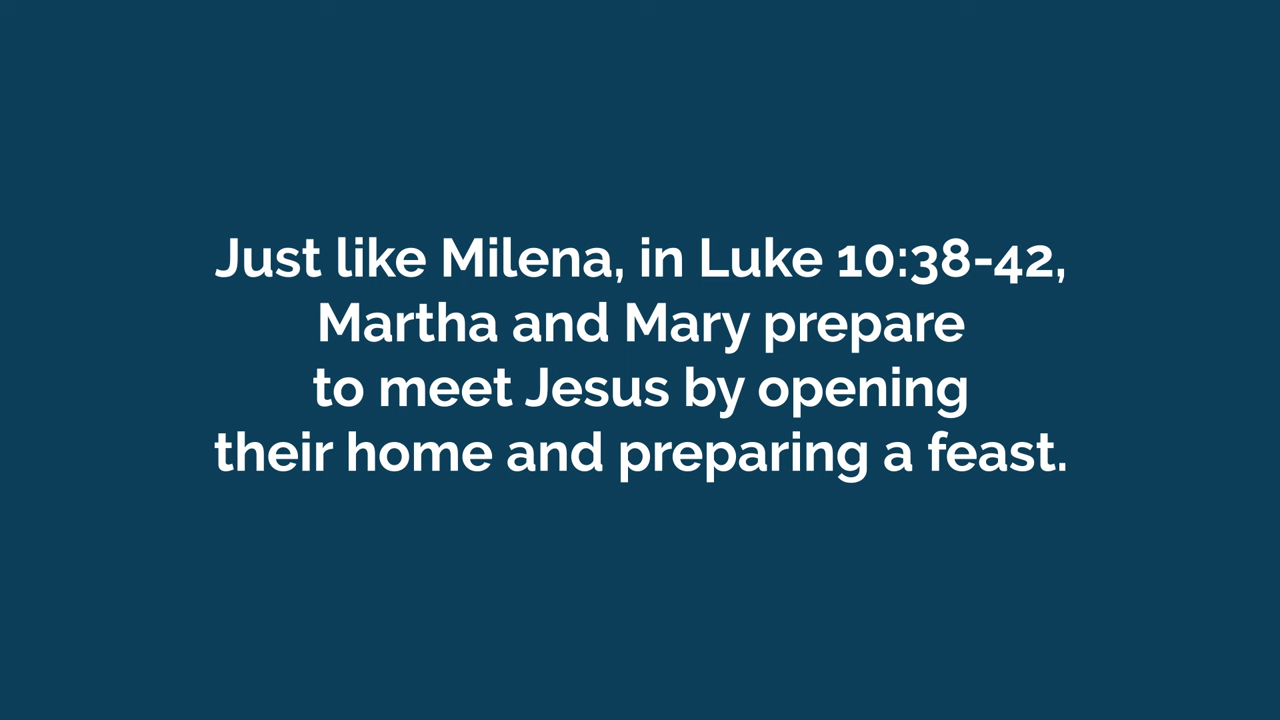 Just like Milena, in Luke 10:38-42,
Martha and Mary prepare
to meet Jesus by opening
their home and preparing a feast.